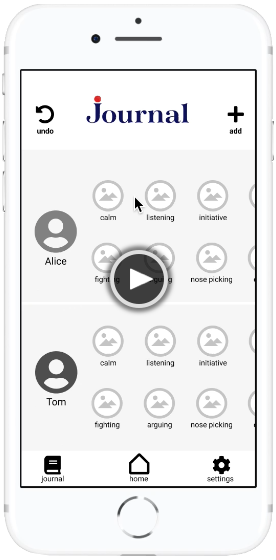 undo
Journal
add
Alice
calm
listening
initiative
fighting
arguing
nose picking
Tom
calm
listening
initiative
fighting
arguing
nose picking
journal
home
settings